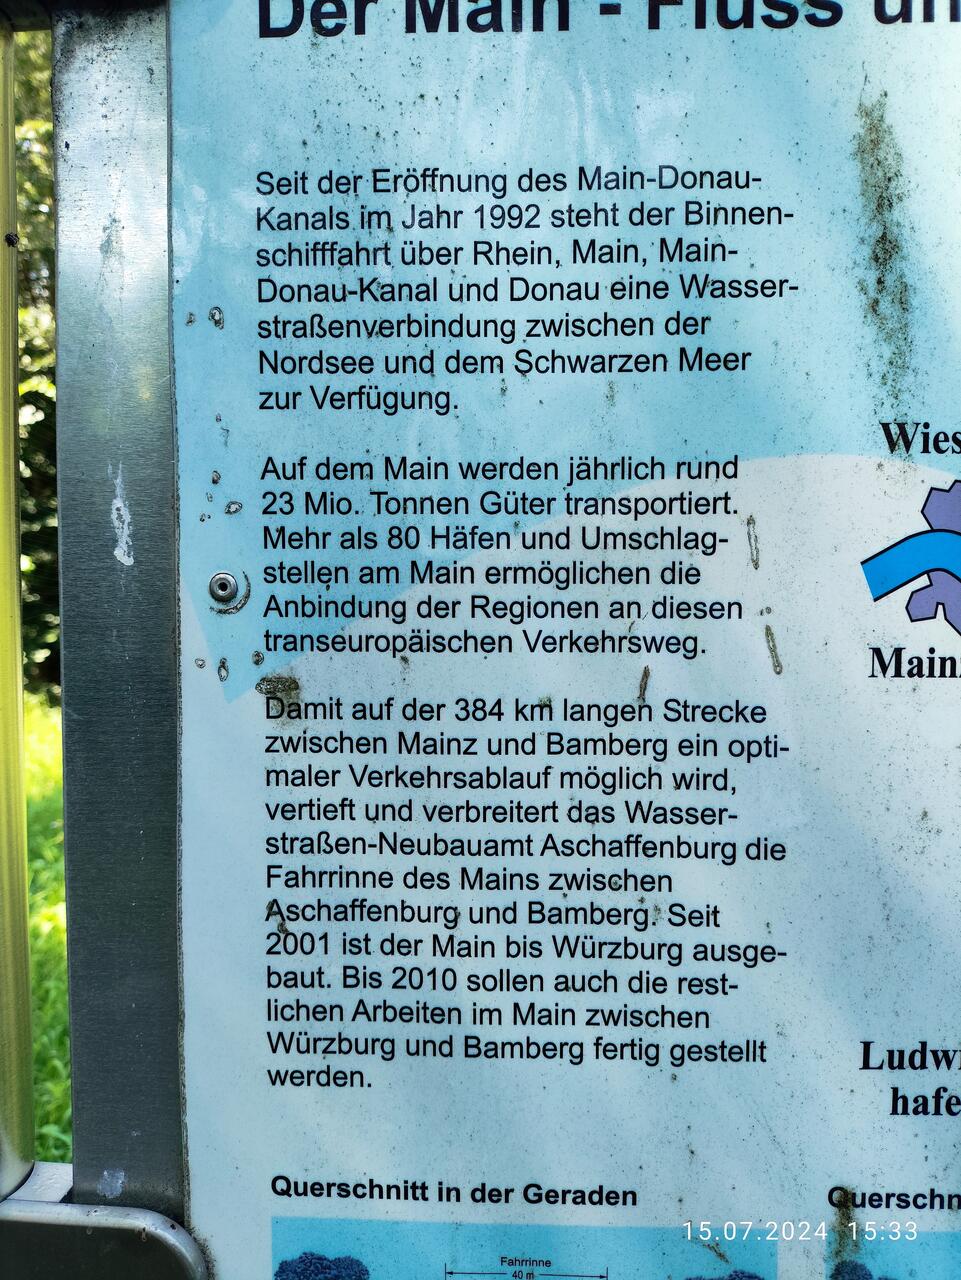 Der Main - Fluss un
Seit der Eröffnung des Main-Donau-
Kanals im Jahr 1992 steht der Binnen-
schifffahrt über Rhein, Main, Main-
Donau-Kanal und Donau eine Wasser-
straßenverbindung zwischen der
Nordsee und dem Schwarzen Meer
zur Verfügung.
Auf dem Main werden jährlich rund
23 Mio. Tonnen Güter transportiert.
Mehr als 80 Häfen und Umschlag-
stellen am Main ermöglichen die
Anbindung der Regionen an diesen
transeuropäischen Verkehrsweg.
Damit auf der 384 km langen Strecke
zwischen Mainz und Bamberg ein opti-
maler Verkehrsablauf möglich wird,
vertieft und verbreitert das Wasser-
straßen-Neubauamt Aschaffenburg die
Fahrrinne des Mains zwischen
Aschaffenburg und Bamberg. Seit
2001 ist der Main bis Würzburg ausge-
baut. Bis 2010 sollen auch die rest-
lichen Arbeiten im Main zwischen
Würzburg und Bamberg fertig gestellt
werden.
Wies
Mainz
Ludwi
hafe
Querschnitt in der Geraden
Querschn
Fahrrinne
40 m
15.07.2024 15:33